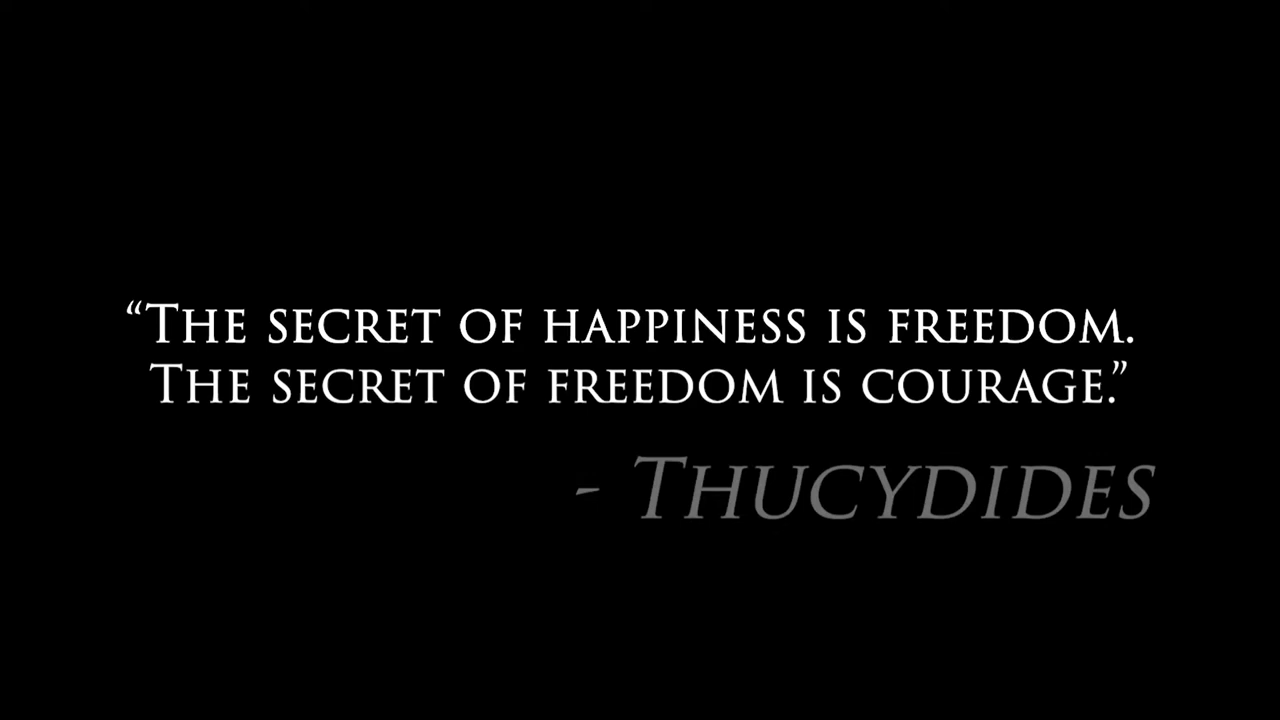 “The secret of happiness is freedom.
The secret of freedom is courage.”
- Thucydides